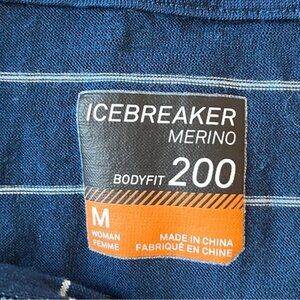 ICEBREAKER
MERINO
BODYFIT 200
M
WOMAN
FEMME
MADE IN CHINA
FABRIQUÉ EN CHINE